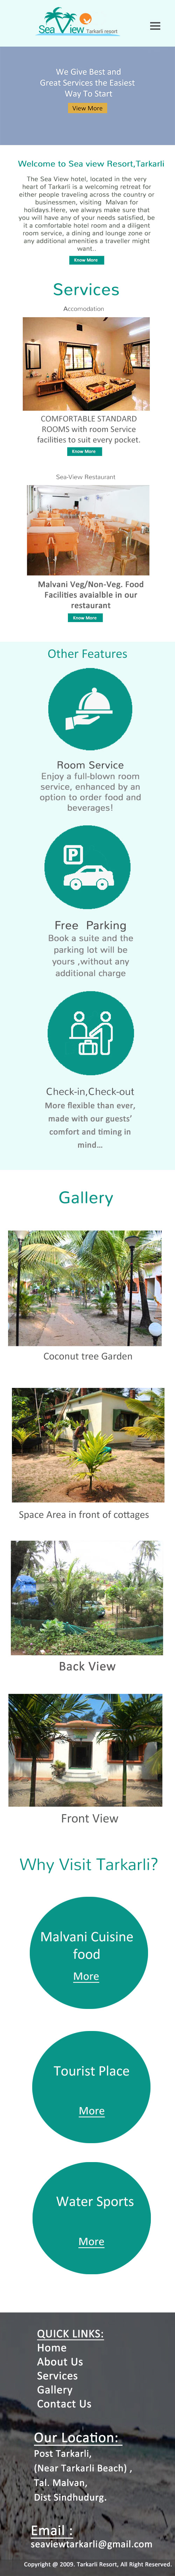 Sea View Tarkarli resort
We Give Best and
Great Services the Easiest
Way To Start
View More
Welcome to Sea view Resort,Tarkarli
The Sea View hotel, located in the very
heart of Tarkarli is a welcoming retreat for
either people traveling across the country or
businessmen, visiting Malvan for
holidays.Here, we always make sure that
you will have any of your needs satisfied, be
it a comfortable hotel room and a diligent
room service, a dining and lounge zone or
any additional amenities a traveller might
want..
Know More
Services
Accomodation
COMFORTABLE STANDARD
ROOMS with room Service
facilities to suit every pocket.
Know More
Sea-View Restaurant
Malvani Veg/Non-Veg. Food
Facilities avaialble in our
restaurant
Know More
Other Features
Room Service
Enjoy a full-blown room
service, enhanced by an
option to order food and
beverages!
P
Free Parking
Book a suite and the
parking lot will be
yours ,without any
additional charge
Check-in,Check-out
More flexible than ever,
made with our guests’
comfort and timing in
mind...
Gallery
Coconut tree Garden
Space Area in front of cottages
Back View
Front View
Why Visit Tarkarli?
Malvani Cuisine
food
More
Tourist Place
More
Water Sports
More
QUICK LINKS:
Home
About Us
Services
Gallery
Contact Us
Our Location:
Post Tarkarli,
(Near Tarkarli Beach) ,
Tal. Malvan,
Dist Sindhudurg.
Email :
seaviewtarkarli@gmail.com
Copyright @ 2009. Tarkarli Resort, All Right Reserved.